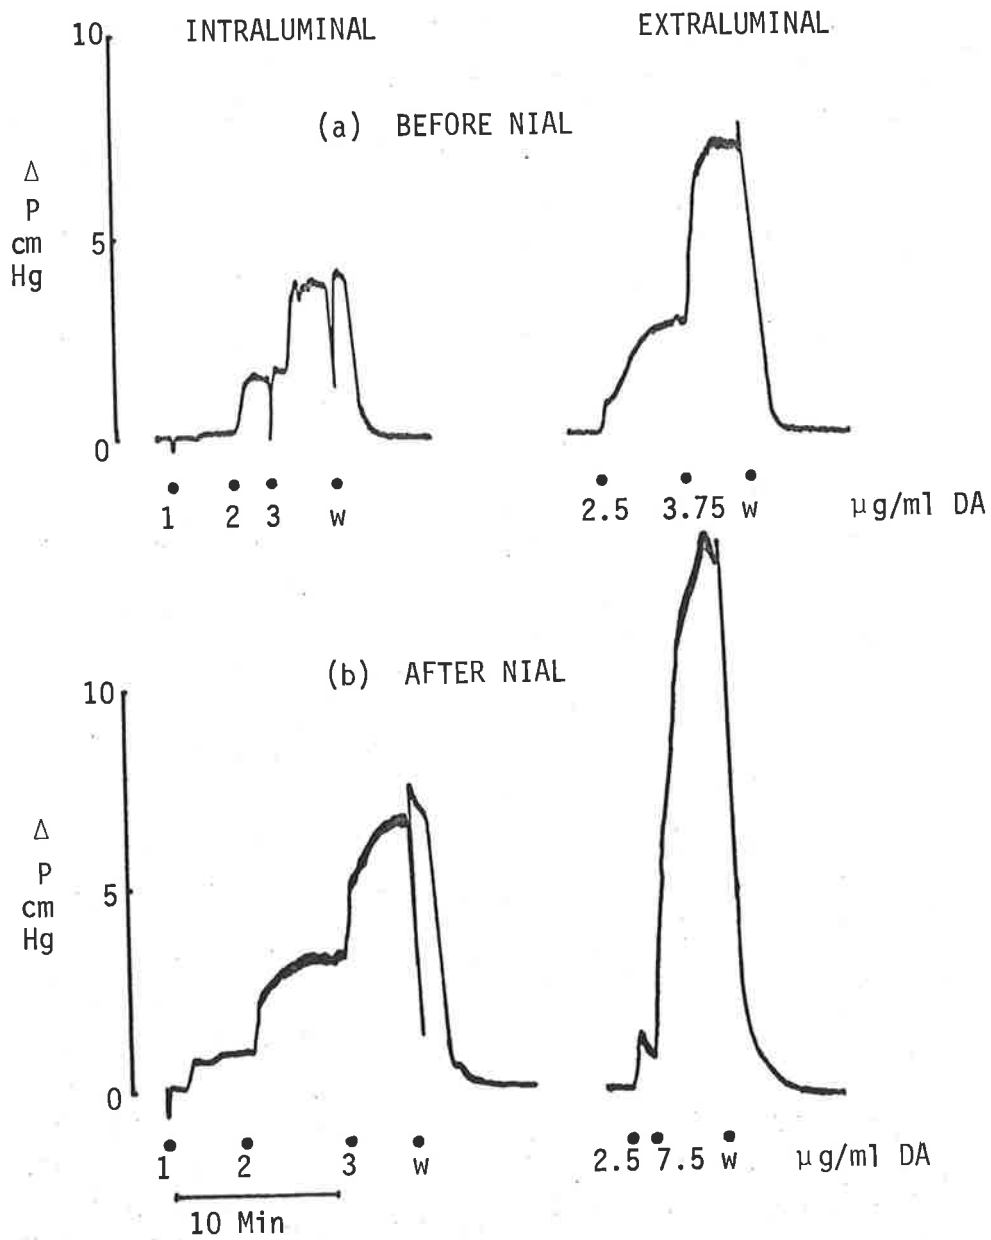 INTRALUMINAL EXTRALUMINAL
(a) BEFORE NIAL
10
Δ
P
cm
Hg
5
0
1 2 3 w
2.5 3.75 w μg/ml DA
(b) AFTER NIAL
10
Δ
P
cm
Hg
5
0
1 2 3 w
2.5 7.5 w μg/ml DA
10 Min